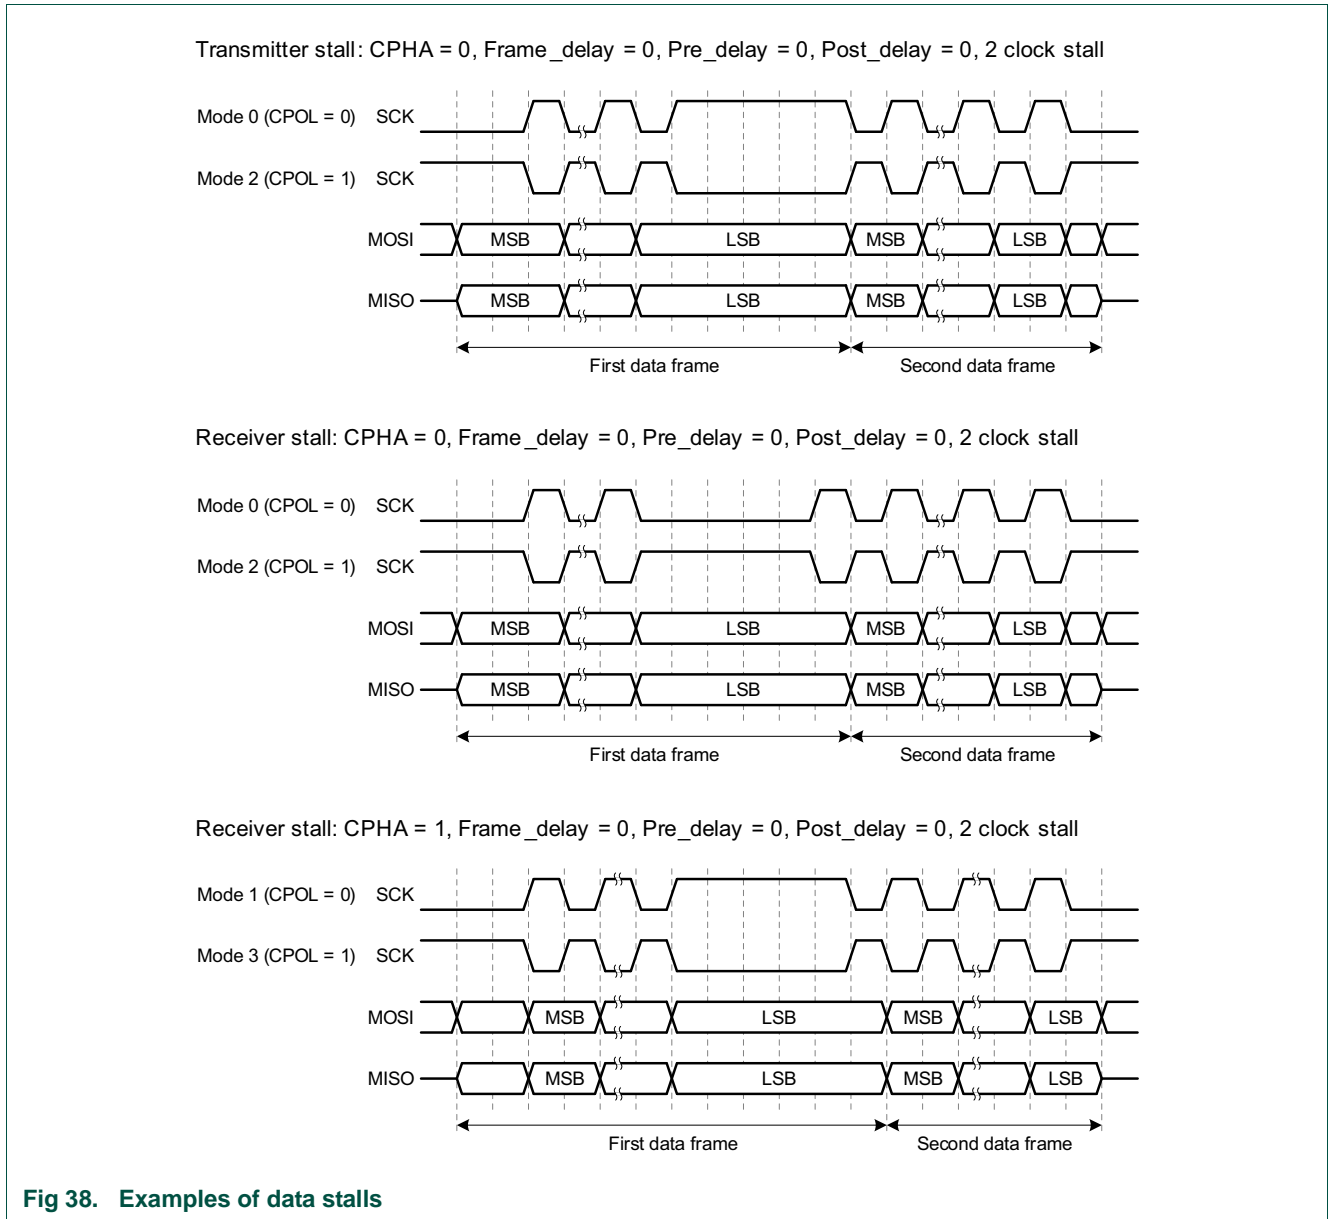 Transmitter stall: CPHA = 0, Frame_delay = 0, Pre_delay = 0, Post_delay = 0, 2 clock stall
Mode 0 (CPOL = 0) SCK
Mode 2 (CPOL = 1) SCK
MOSI MSB LSB MSB LSB
MISO MSB LSB MSB LSB
First data frame Second data frame
Receiver stall: CPHA = 0, Frame_delay = 0, Pre_delay = 0, Post_delay = 0, 2 clock stall
Mode 0 (CPOL = 0) SCK
Mode 2 (CPOL = 1) SCK
MOSI MSB LSB MSB LSB
MISO MSB LSB MSB LSB
First data frame Second data frame
Receiver stall: CPHA = 1, Frame_delay = 0, Pre_delay = 0, Post_delay = 0, 2 clock stall
Mode 1 (CPOL = 0) SCK
Mode 3 (CPOL = 1) SCK
MOSI MSB LSB MSB LSB
MISO MSB LSB MSB LSB
First data frame Second data frame
Fig 38. Examples of data stalls